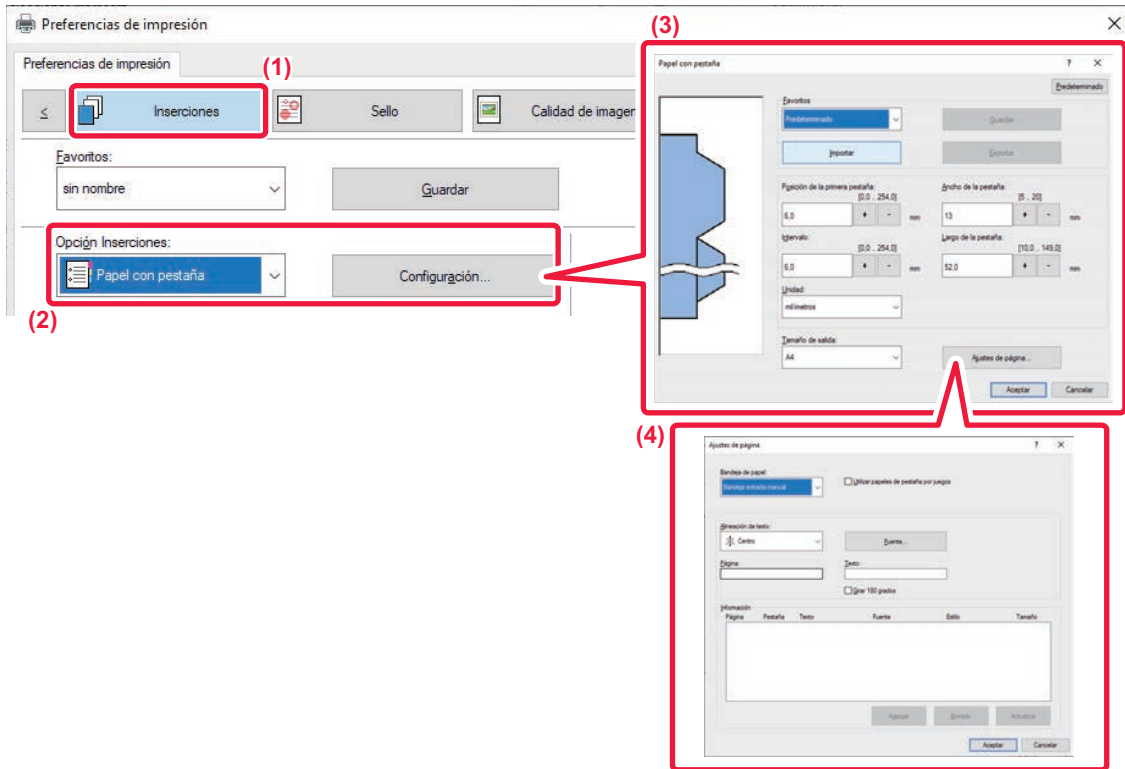 Preferencias de impresión
Preferencias de impresión
(1)
≤ Inserciones Sello Calidad de imagen
Favoritos:
sin nombre Guardar
Opción Inserciones:
Papel con pestaña Configuración...
(2)
(3)
Papel con pestaña ? ×
Predeterminado
Favoritos
Predeterminado Guardar
Importar Exportar
Posición de la primera pestaña: Ancho de la pestaña:
[0,0 .. 254,0] [5 .. 20]
6,0 + - mm 13 + - mm
Intervalo: Largo de la pestaña:
[0,0 .. 254,0] [10,0 .. 149,0]
6,0 + - mm 52,0 + - mm
Unidad:
milímetros
Tamaño de salida:
A4 Ajustes de página...
Aceptar Cancelar
(4)
Ajustes de página ? ×
Bandeja de papel:
Bandeja entrada manual Utilizar papeles de pestaña por juegos
Alineación de texto:
Centro Fuente...
Página: Texto:
Girar 180 grados
Información
Página Pestaña Texto Fuente Estilo Tamaño
Agregar Borrado Actualizar
Aceptar Cancelar